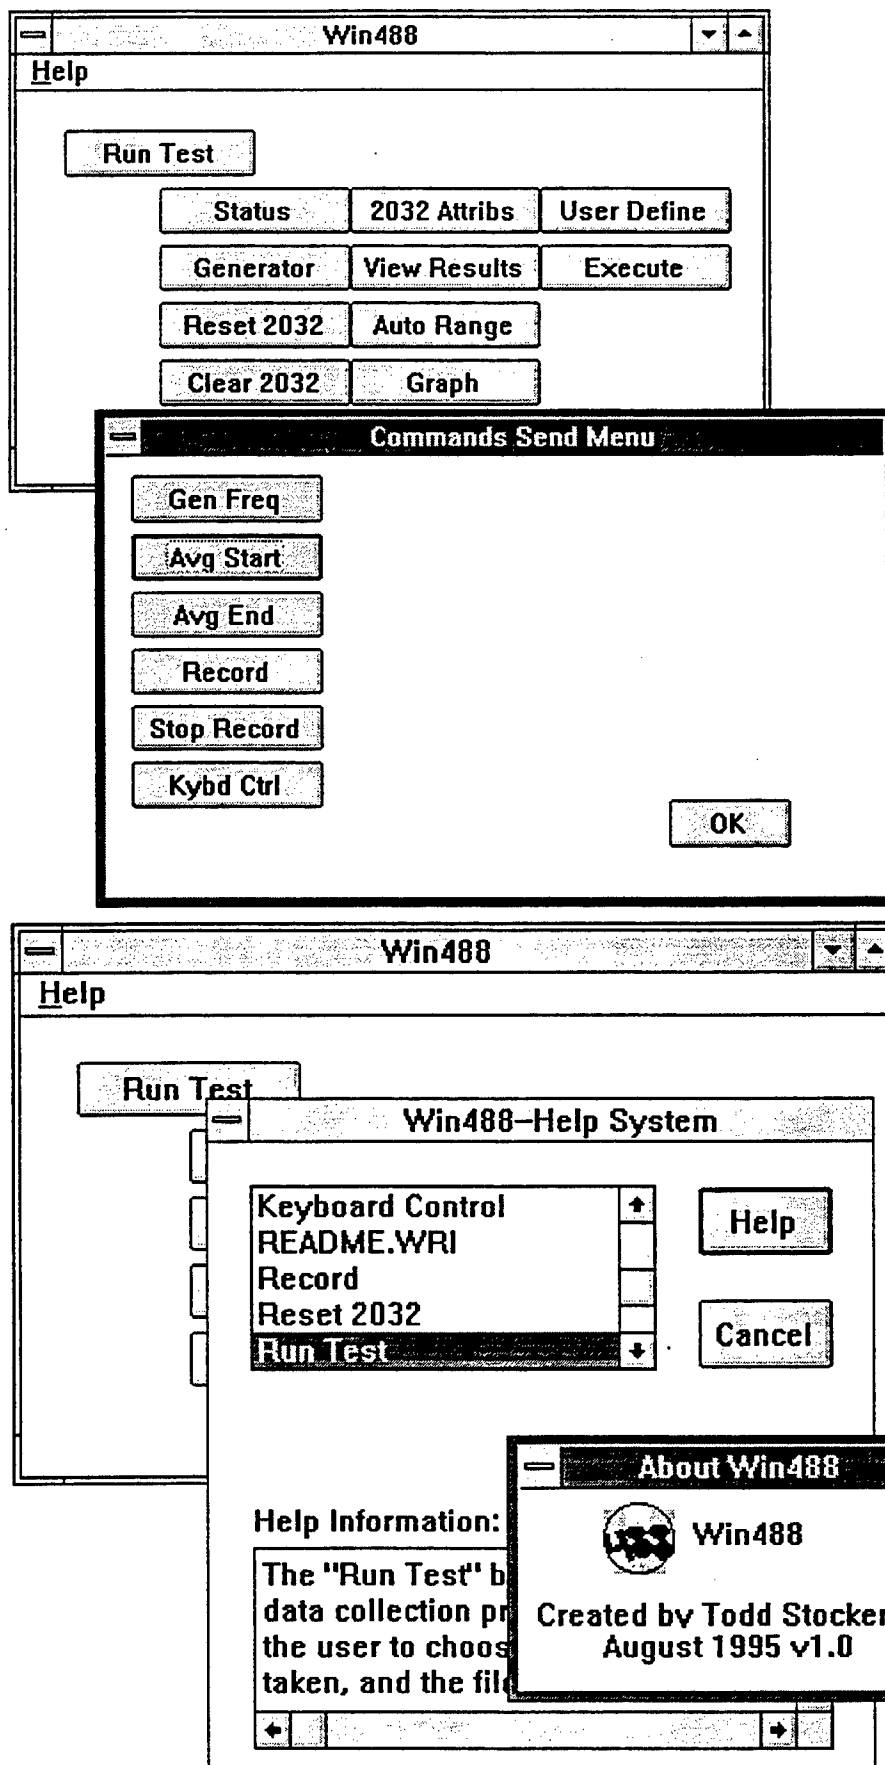 Win488
Help
Run Test
Status 2032 Attribs User Define
Generator View Results Execute
Reset 2032 Auto Range
Clear 2032 Graph
Commands Send Menu
Gen Freq
Avg Start
Avg End
Record
Stop Record
Kybd Ctrl
OK
Win488
Help
Run Test
Win488-Help System
Keyboard Control
README.WRI
Record
Reset 2032
Run Test
Help
Cancel
About Win488
Win488
Created by Todd Stocker
August 1995 v1.0
Help Information:
The "Run Test" b
data collection pr
the user to choos
taken, and the file